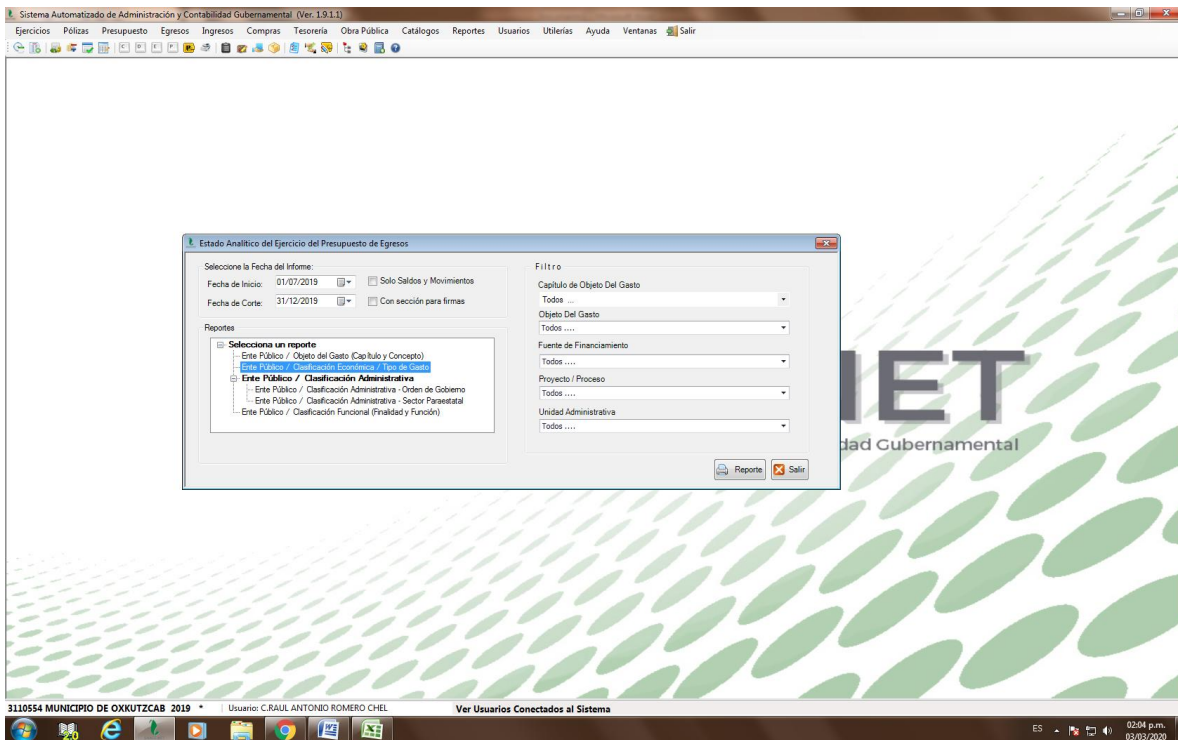 Sistema Automatizado de Administración y Contabilidad Gubernamental (Ver. 1.9.1.1)
Ejercicios Pólizas Presupuesto Egresos Ingresos Compras Tesorería Obra Pública Catálogos Reportes Usuarios Utilerías Ayuda Ventanas Salir
Estado Analítico del Ejercicio del Presupuesto de Egresos
Seleccione la Fecha del Informe:
Fecha de Inicio: 01/07/2019 Solo Saldos y Movimientos
Fecha de Corte: 31/12/2019 Con sección para firmas
Reportes
Selecciona un reporte
Ente Público / Objeto del Gasto (Capítulo y Concepto)
Ente Público / Clasificación Económica / Tipo de Gasto
Ente Público / Clasificación Administrativa
Ente Público / Clasificación Administrativa - Orden de Gobierno
Ente Público / Clasificación Administrativa - Sector Paraestatal
Ente Público / Clasificación Funcional (Finalidad y Función)
Filtro
Capítulo de Objeto Del Gasto
Todos ...
Objeto Del Gasto
Todos ....
Fuente de Financiamiento
Todos ....
Proyecto / Proceso
Todos ....
Unidad Administrativa
Todos ....
Reporte Salir
NET
dad Gubernamental
3110554 MUNICIPIO DE OXKUTZCAB 2019 * Usuario: C.RAUL ANTONIO ROMERO CHEL Ver Usuarios Conectados al Sistema
2.0
ES 02:04 p.m.
03/03/2020